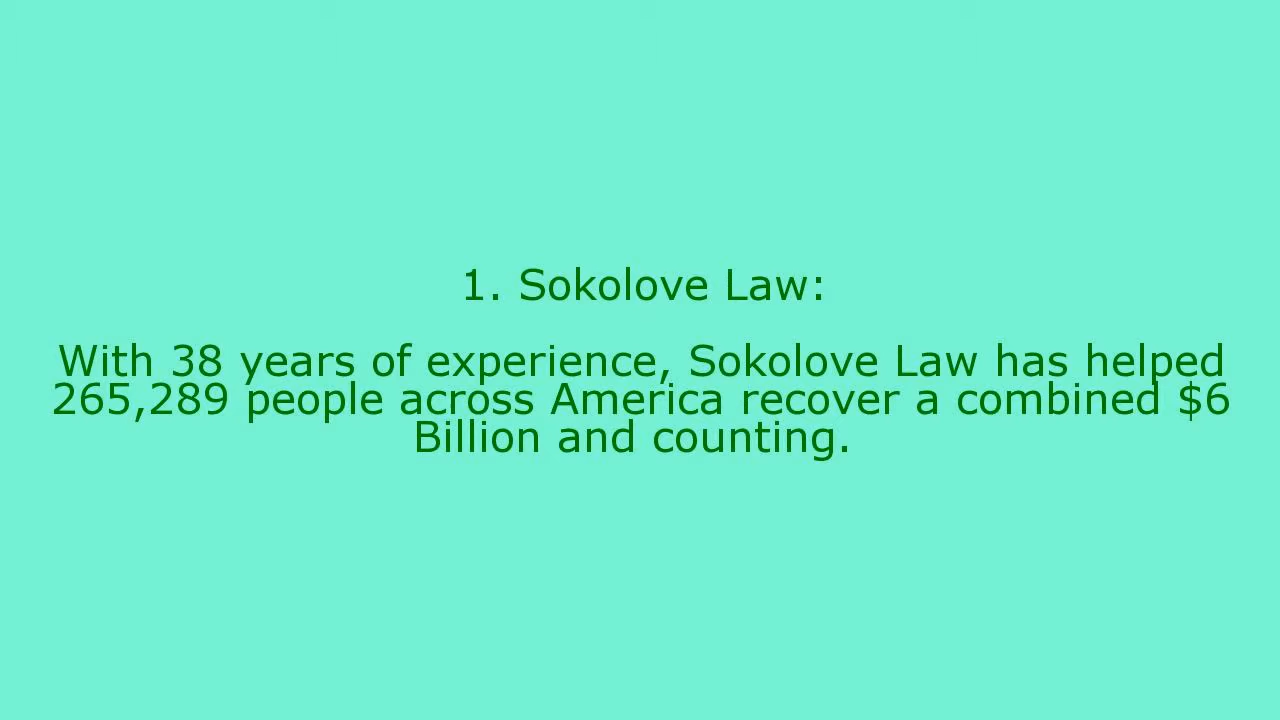 1. Sokolove Law:
With 38 years of experience, Sokolove Law has helped
265,289 people across America recover a combined $6
Billion and counting.